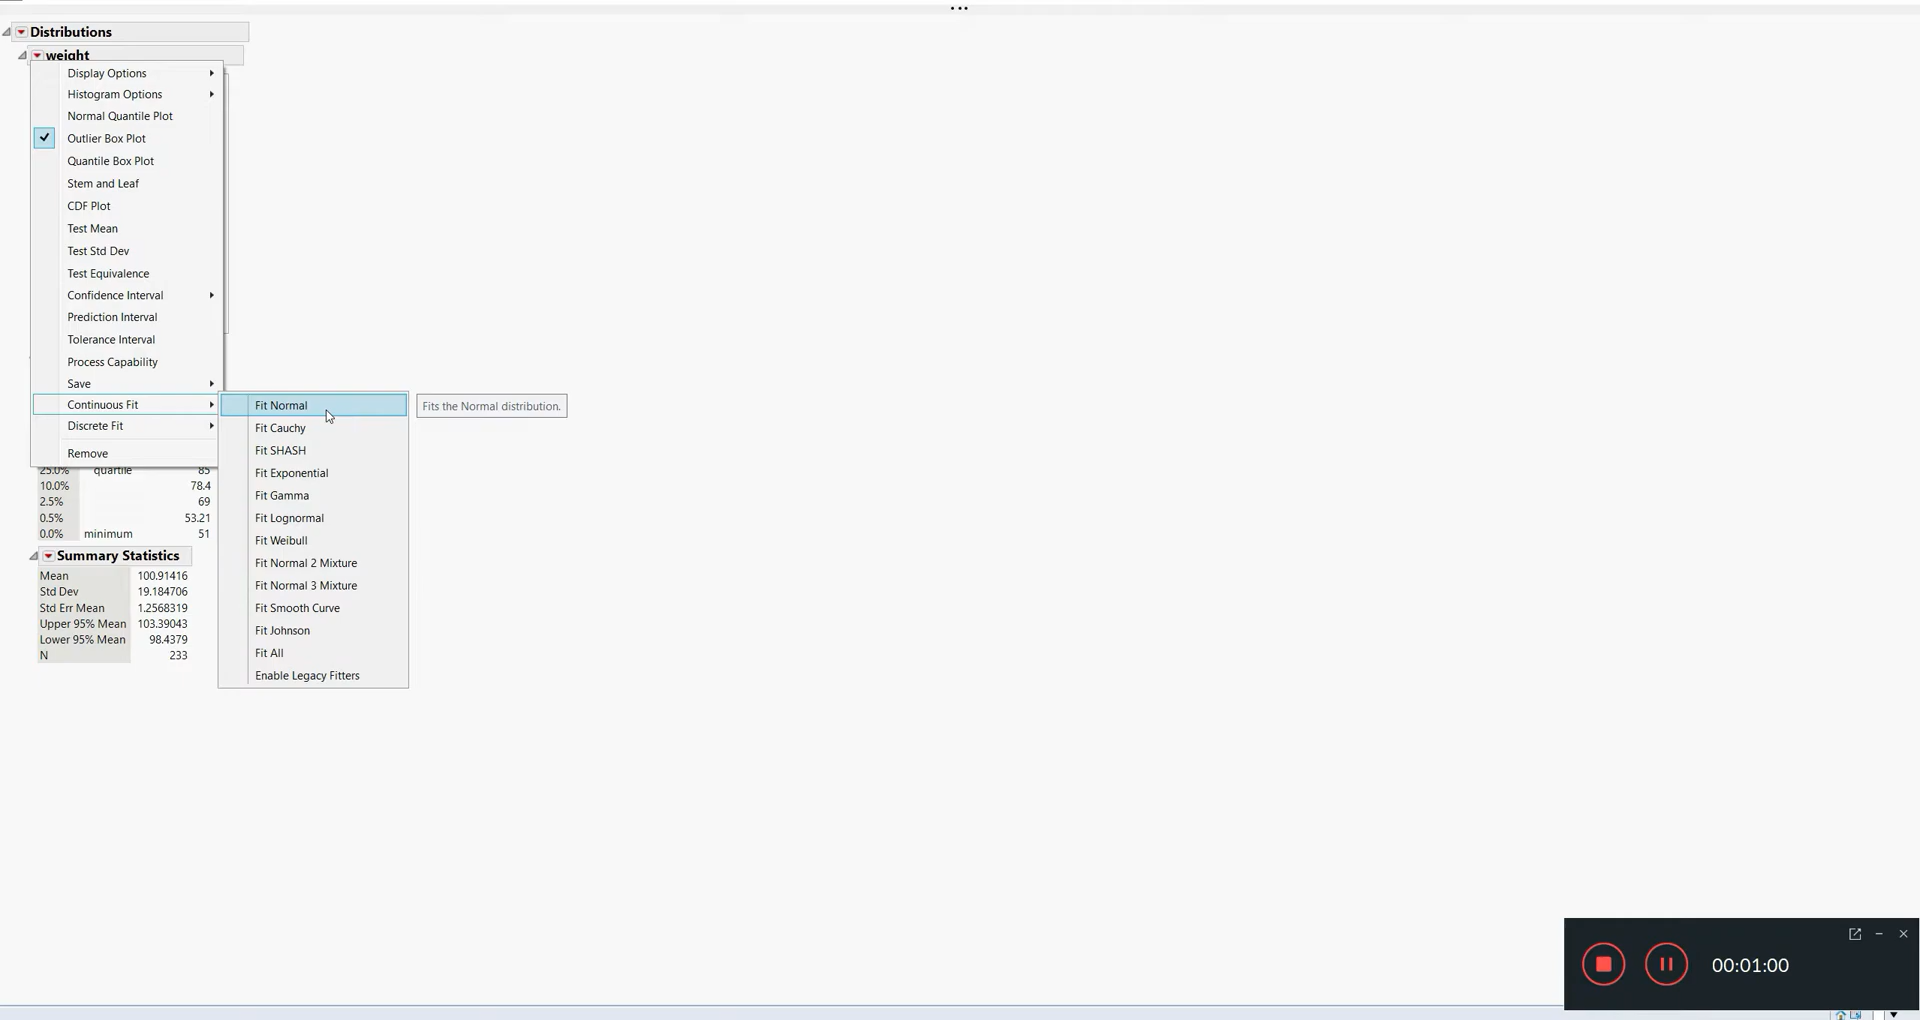 Distributions
weight
Display Options
Histogram Options
Normal Quantile Plot
Outlier Box Plot
Quantile Box Plot
Stem and Leaf
CDF Plot
Test Mean
Test Std Dev
Test Equivalence
Confidence Interval
Prediction Interval
Tolerance Interval
Process Capability
Save
Continuous Fit
Discrete Fit
Remove
Fit Normal
Fit Cauchy
Fit SHASH
Fit Exponential
Fit Gamma
Fit Lognormal
Fit Weibull
Fit Normal 2 Mixture
Fit Normal 3 Mixture
Fit Smooth Curve
Fit Johnson
Fit All
Enable Legacy Fitters
Fits the Normal distribution.
25.0% quartile 85
10.0% 78.4
2.5% 69
0.5% 53.21
0.0% minimum 51
Summary Statistics
Mean 100.91416
Std Dev 19.184706
Std Err Mean 1.2568319
Upper 95% Mean 103.39043
Lower 95% Mean 98.4379
N 233
00:01:00